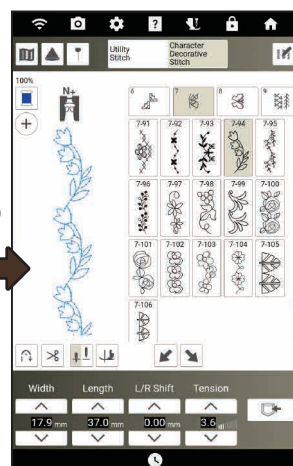 Utility Stitch
Character Decorative Stitch
100%
N+
6 7 8 9
7-91 7-92 7-93 7-94 7-95
7-96 7-97 7-98 7-99 7-100
7-101 7-102 7-103 7-104 7-105
7-106
Width Length L/R Shift Tension
17.9 mm 37.0 mm 0.00 mm 3.6